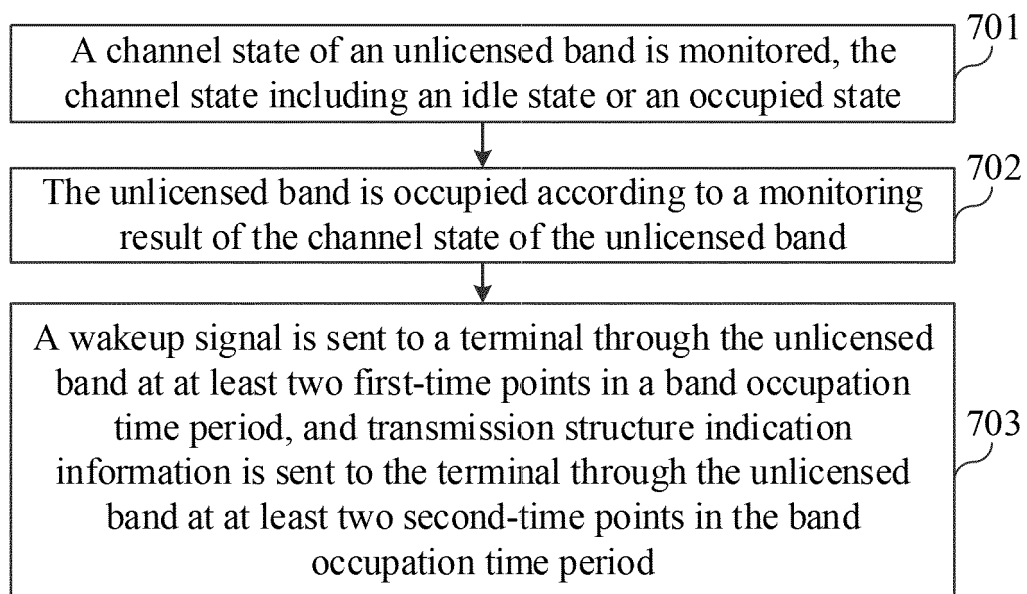 A channel state of an unlicensed band is monitored, the
channel state including an idle state or an occupied state
701
The unlicensed band is occupied according to a monitoring
result of the channel state of the unlicensed band
702
A wakeup signal is sent to a terminal through the unlicensed
band at at least two first-time points in a band occupation
time period, and transmission structure indication
information is sent to the terminal through the unlicensed
band at at least two second-time points in the band
occupation time period
703